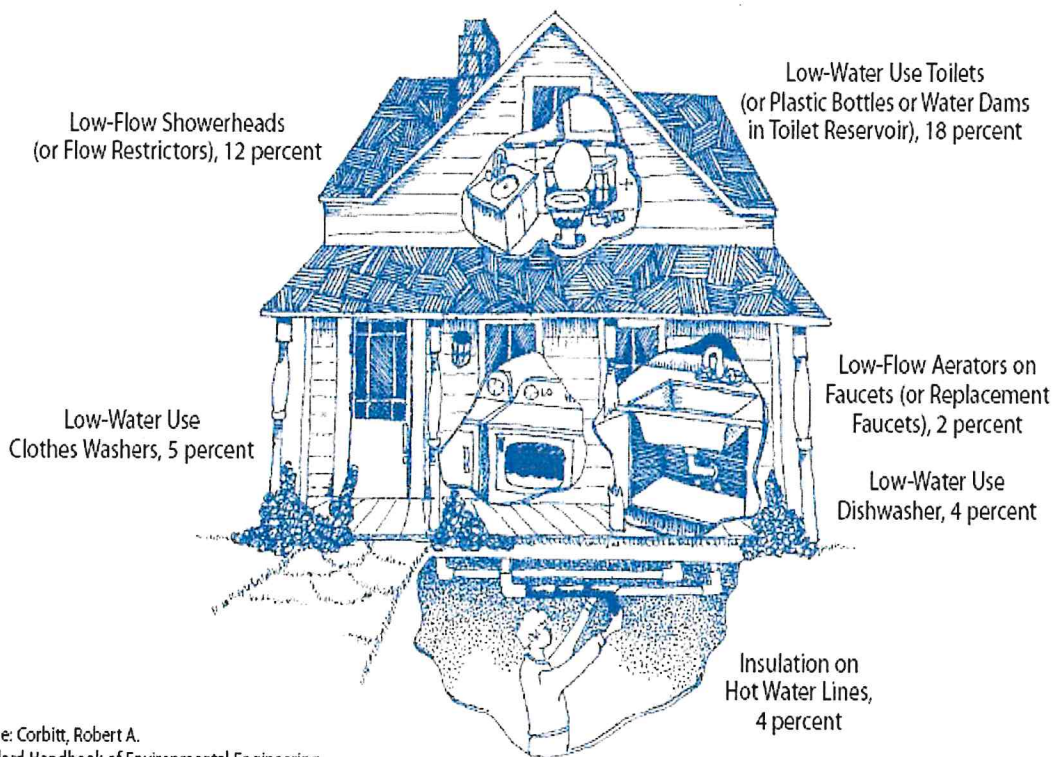 Low-Flow Showerheads
(or Flow Restrictors), 12 percent
Low-Water Use Toilets
(or Plastic Bottles or Water Dams
in Toilet Reservoir), 18 percent
Low-Water Use
Clothes Washers, 5 percent
Low-Flow Aerators on
Faucets (or Replacement
Faucets), 2 percent
Low-Water Use
Dishwasher, 4 percent
Insulation on
Hot Water Lines,
4 percent
e: Corbitt, Robert A.
Handbook of Environmental Engineering